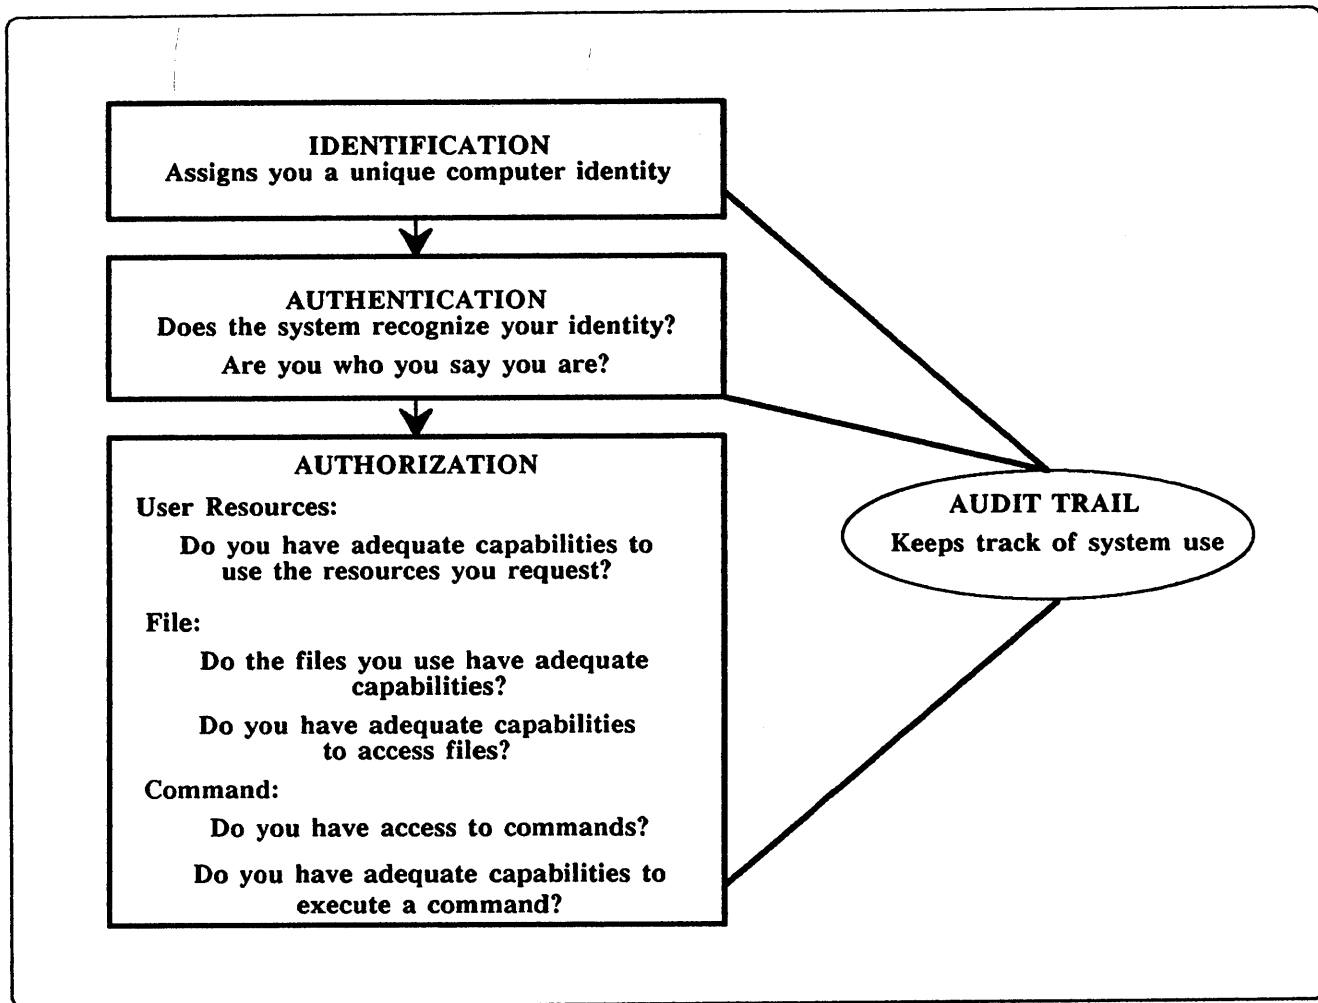 IDENTIFICATION
Assigns you a unique computer identity
AUTHENTICATION
Does the system recognize your identity?
Are you who you say you are?
AUTHORIZATION
User Resources:
Do you have adequate capabilities to
use the resources you request?
File:
Do the files you use have adequate
capabilities?
Do you have adequate capabilities
to access files?
Command:
Do you have access to commands?
Do you have adequate capabilities to
execute a command?
AUDIT TRAIL
Keeps track of system use